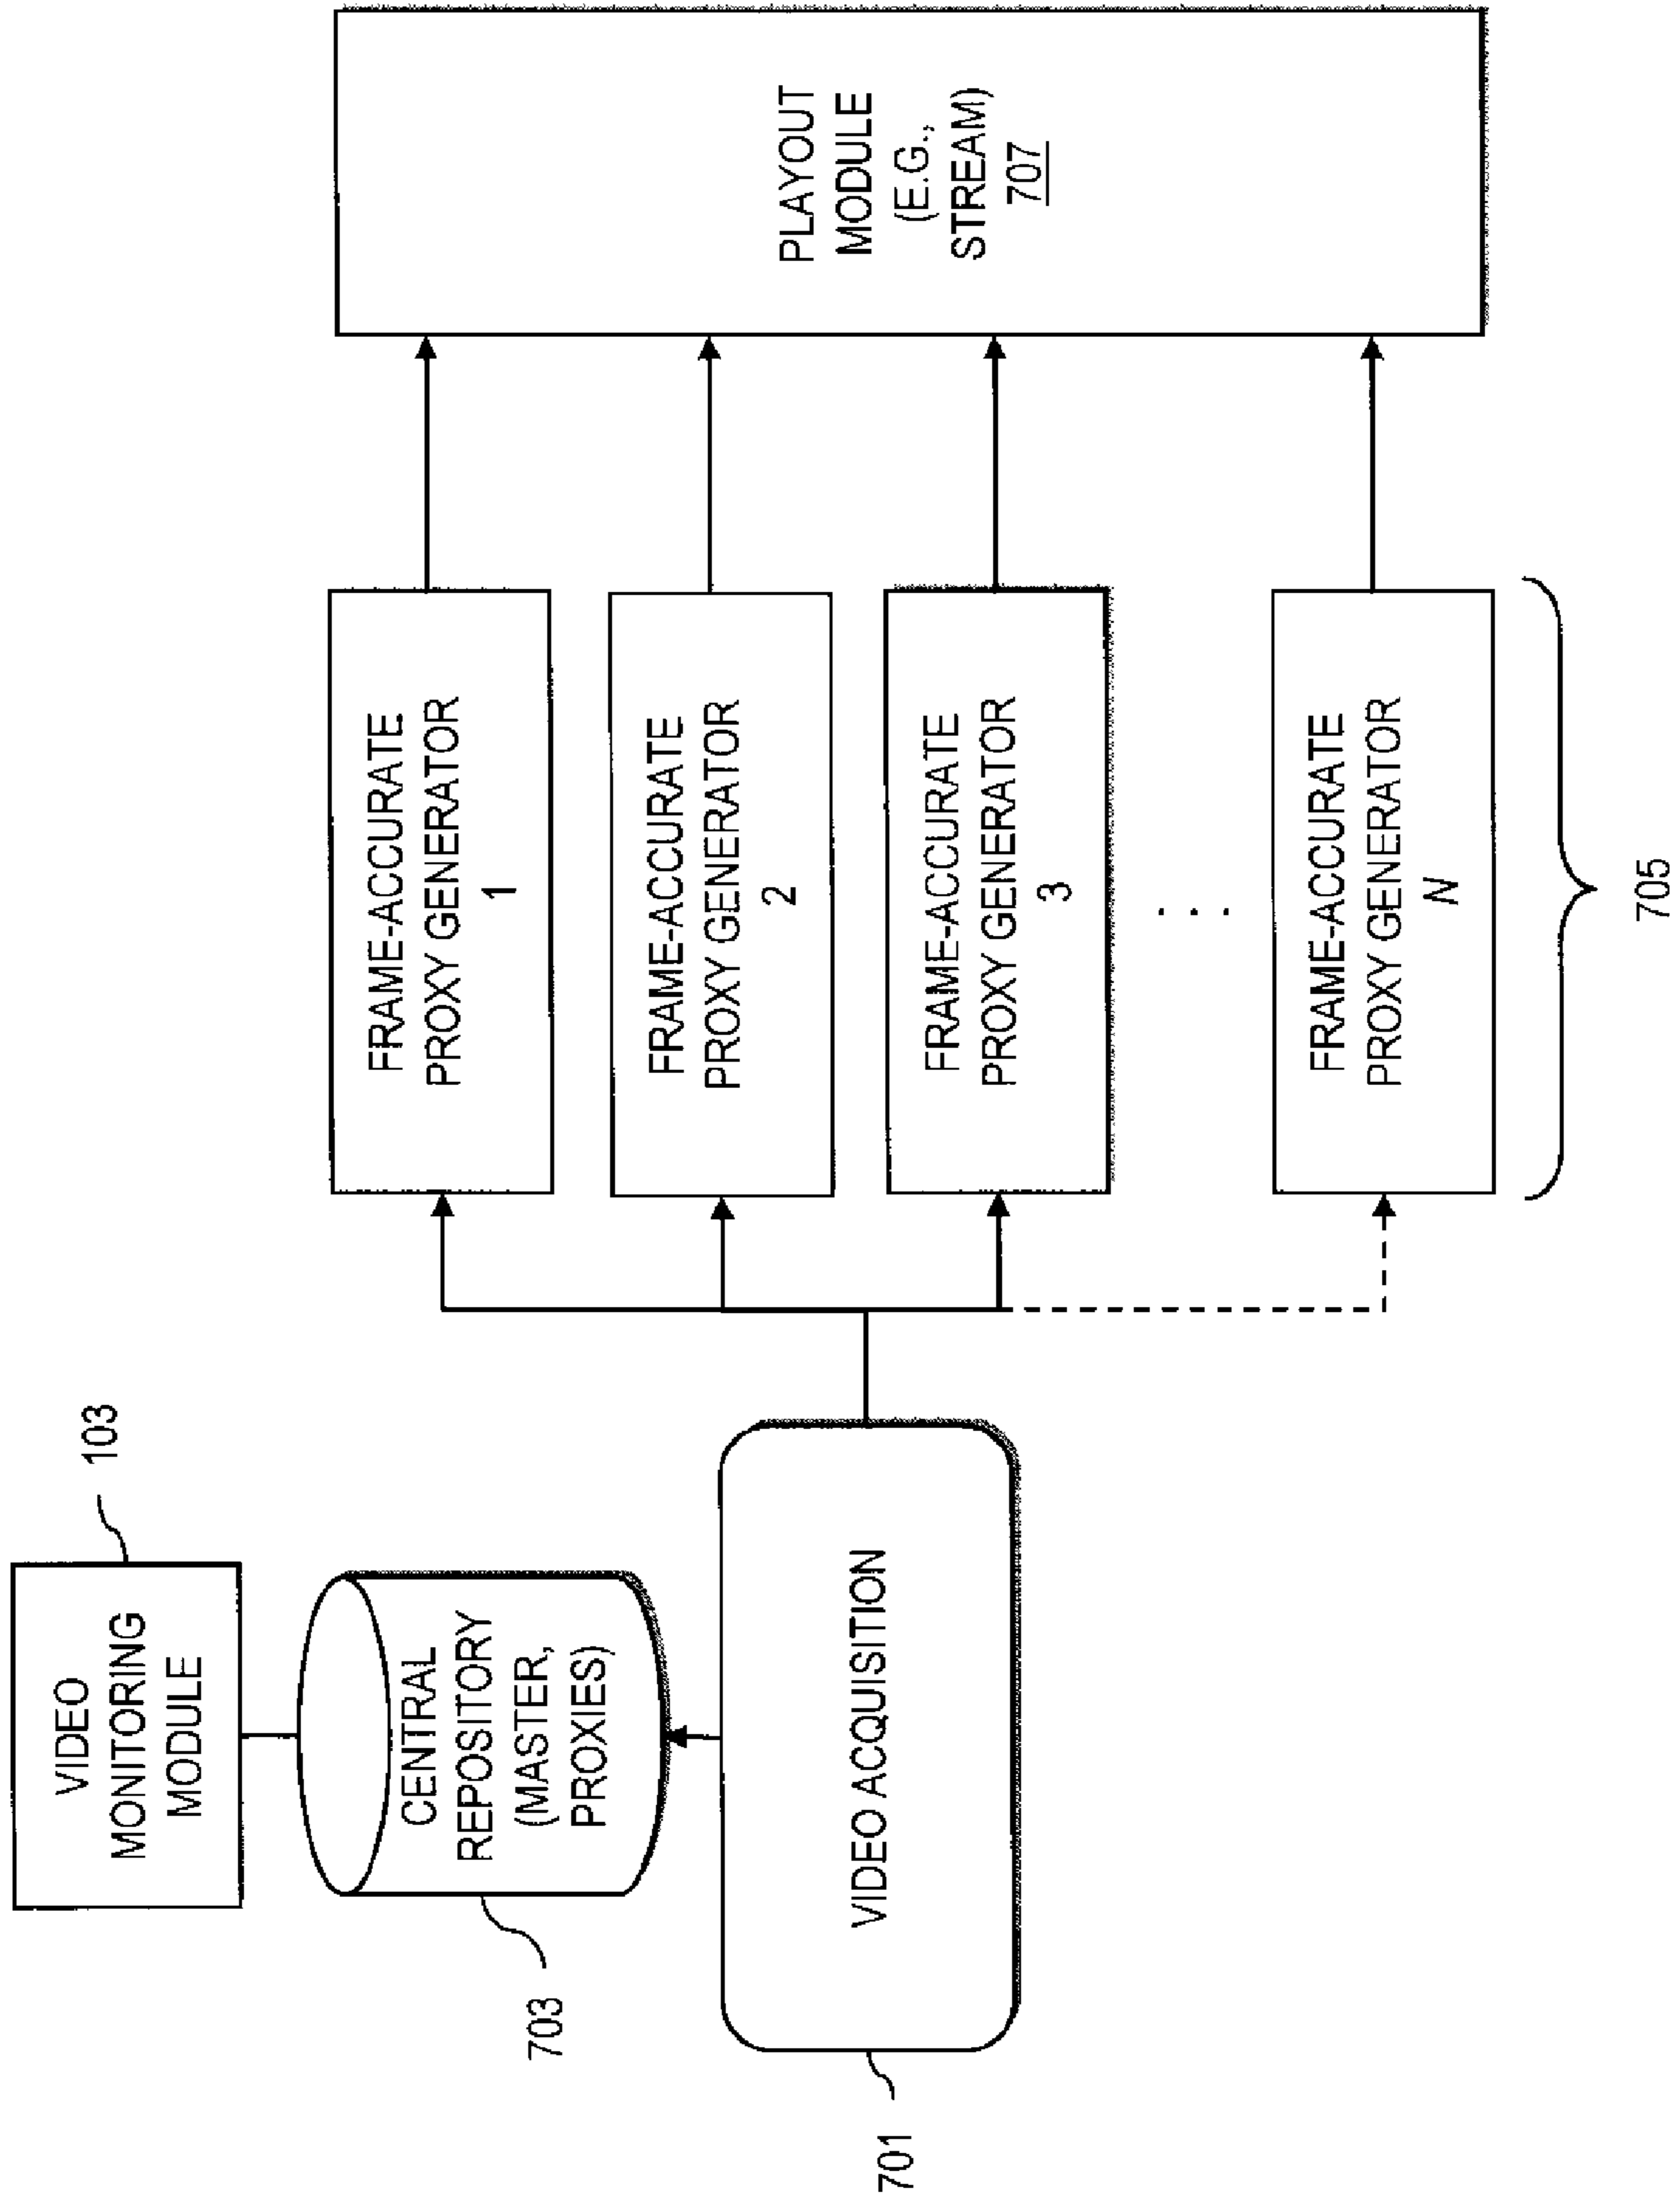 VIDEO
MONITORING
MODULE
103
CENTRAL
REPOSITORY
(MASTER,
PROXIES)
703
VIDEO ACQUISITION
701
FRAME-ACCURATE
PROXY GENERATOR
1
FRAME-ACCURATE
PROXY GENERATOR
2
FRAME-ACCURATE
PROXY GENERATOR
3
. . .
FRAME-ACCURATE
PROXY GENERATOR
N
705
PLAYOUT
MODULE
(E.G.,
STREAM)
707